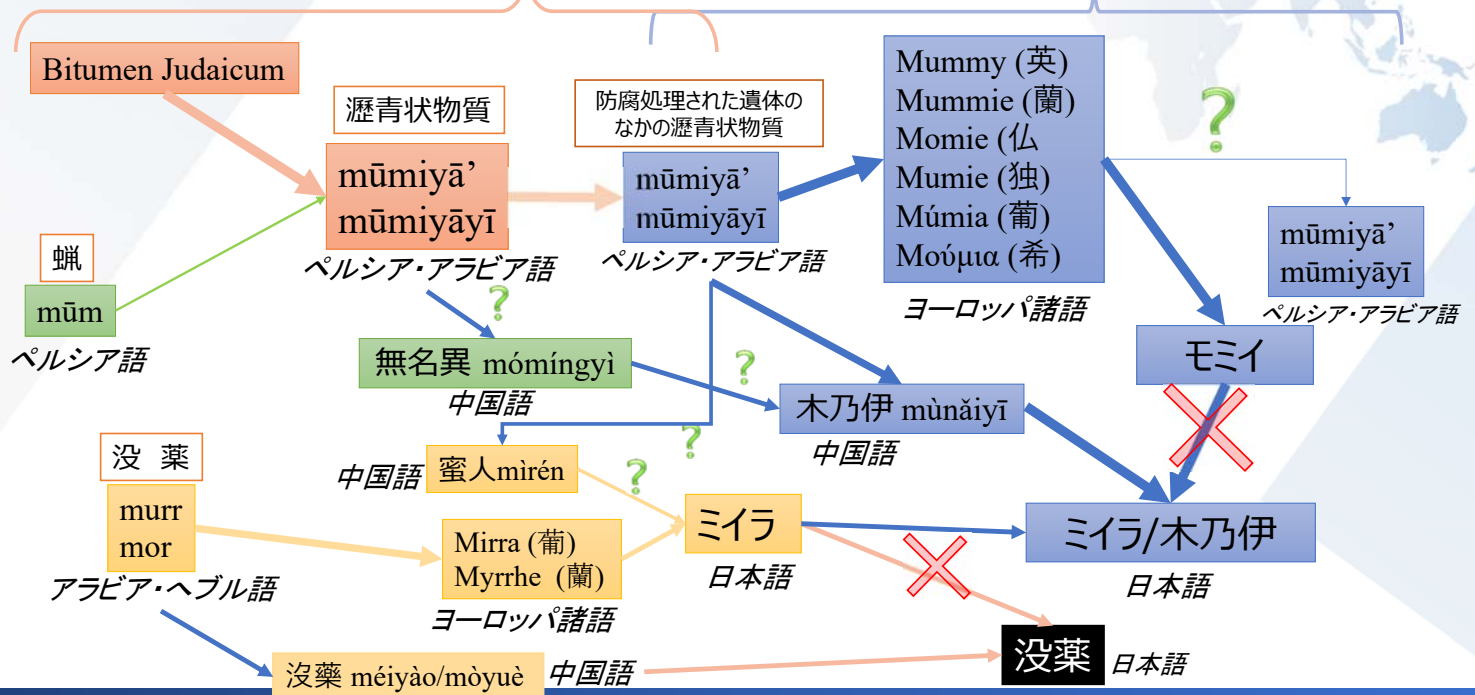 Bitumen Judaicum
瀝青状物質
mūmiyā’
mūmiyāyī
ペルシア・アラビア語
蝋
mūm
ペルシア語
防腐処理された遺体の
なかの瀝青状物質
mūmiyā’
mūmiyāyī
ペルシア・アラビア語
Mummy (英)
Mummie (蘭)
Momie (仏
Mumie (独)
Múmia (葡)
Μούμια (希)
ヨーロッパ諸語
?
mūmiyā’
mūmiyāyī
ペルシア・アラビア語
モミイ
?
無名異 mómíngyì
中国語
?
木乃伊 mùnǎiyī
中国語
?
中国語
蜜人mìrén
?
没 薬
murr
mor
アラビア・ヘブル語
Mirra (葡)
Myrrhe (蘭)
ヨーロッパ諸語
ミイラ
日本語
ミイラ/木乃伊
日本語
沒藥 méiyào/mòyuè
中国語
没薬
日本語